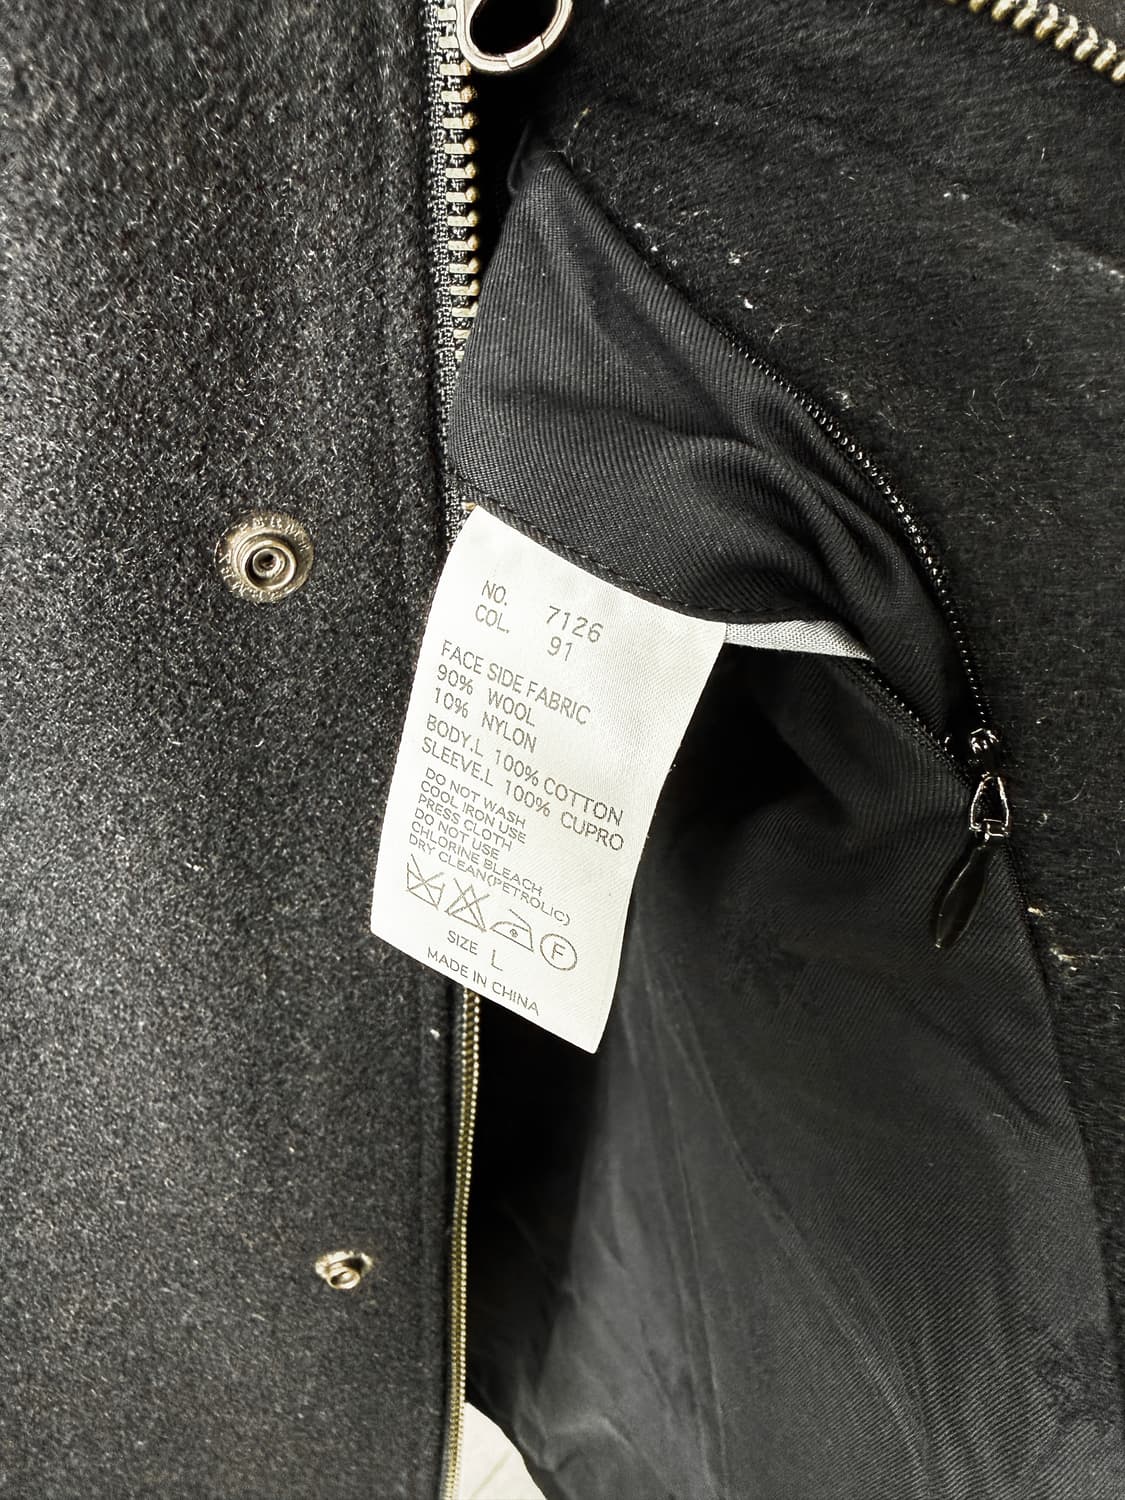 NO. 7126
COL. 91
FACE SIDE FABRIC
90% WOOL
10% NYLON
BODY.L 100% COTTON
SLEEVE.L 100% CUPRO
DO NOT WASH
COOL IRON USE
PRESS CLOTH
DO NOT USE
CHLORINE BLEACH
DRY CLEAN(PETROLIC)
F
SIZE L
MADE IN CHINA